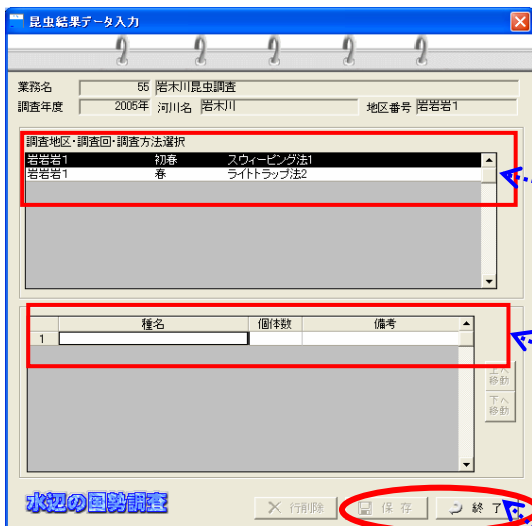 昆虫結果データ入力
業務名 55 岩木川昆虫調査
調査年度 2005年 河川名 岩木川 地区番号 岩岩岩1
調査地区・調査回・調査方法選択
岩岩岩1 初春 スウィーピング法1
岩岩岩1 春 ライトトラップ法2
種名 個体数 備考
1
上へ移動
下へ移動
水辺の国勢調査 行削除 保存 終了